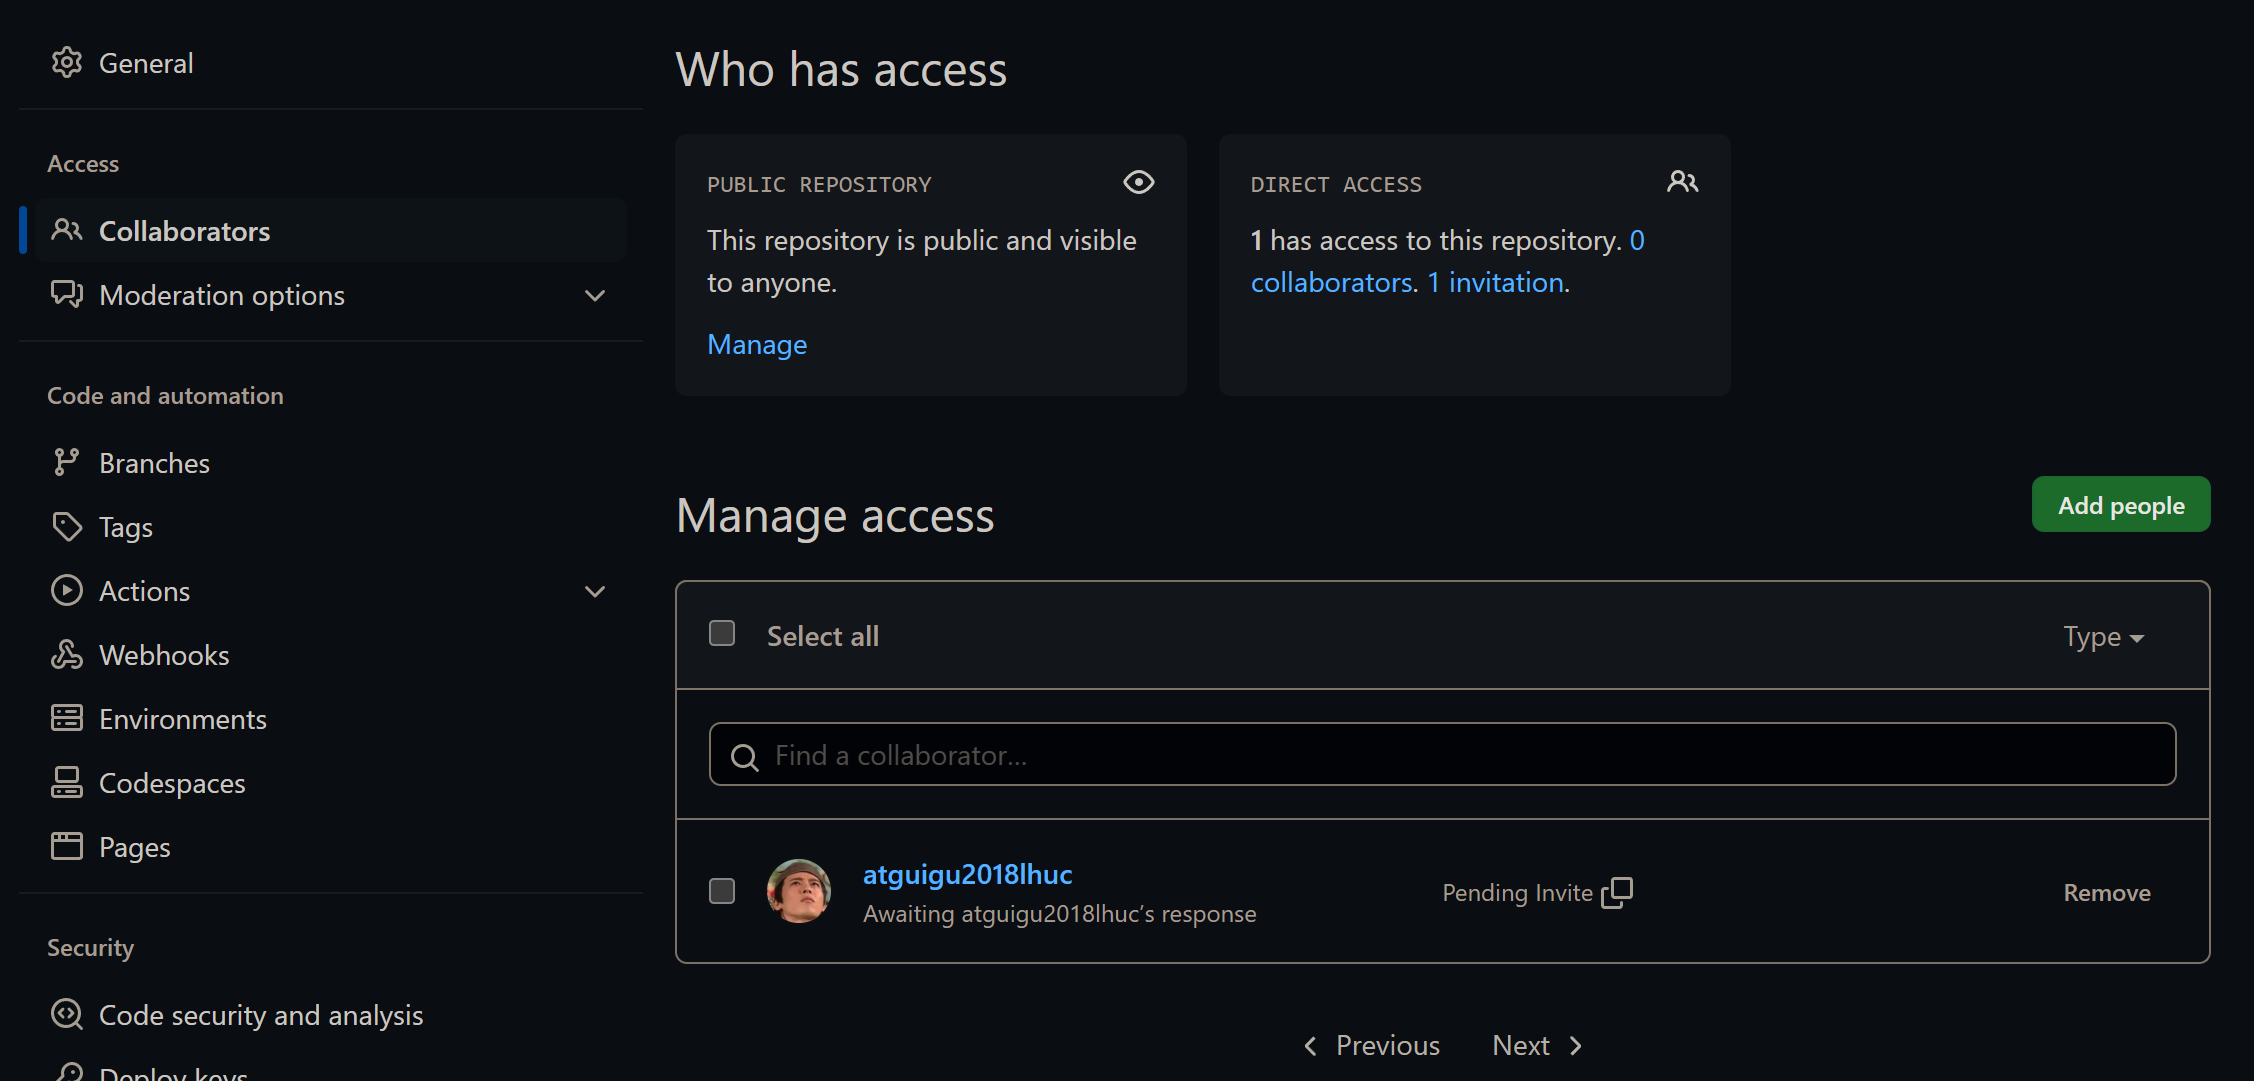 General
Access
Collaborators
Moderation options
Code and automation
Branches
Tags
Actions
Webhooks
Environments
Codespaces
Pages
Security
Code security and analysis
Deploy keys
Who has access
PUBLIC REPOSITORY
This repository is public and visible
to anyone.
Manage
DIRECT ACCESS
1 has access to this repository. 0
collaborators. 1 invitation.
Manage access
Add people
Select all
Type
Find a collaborator...
atguigu2018lhuc
Awaiting atguigu2018lhuc’s response
Pending Invite
Remove
Previous
Next